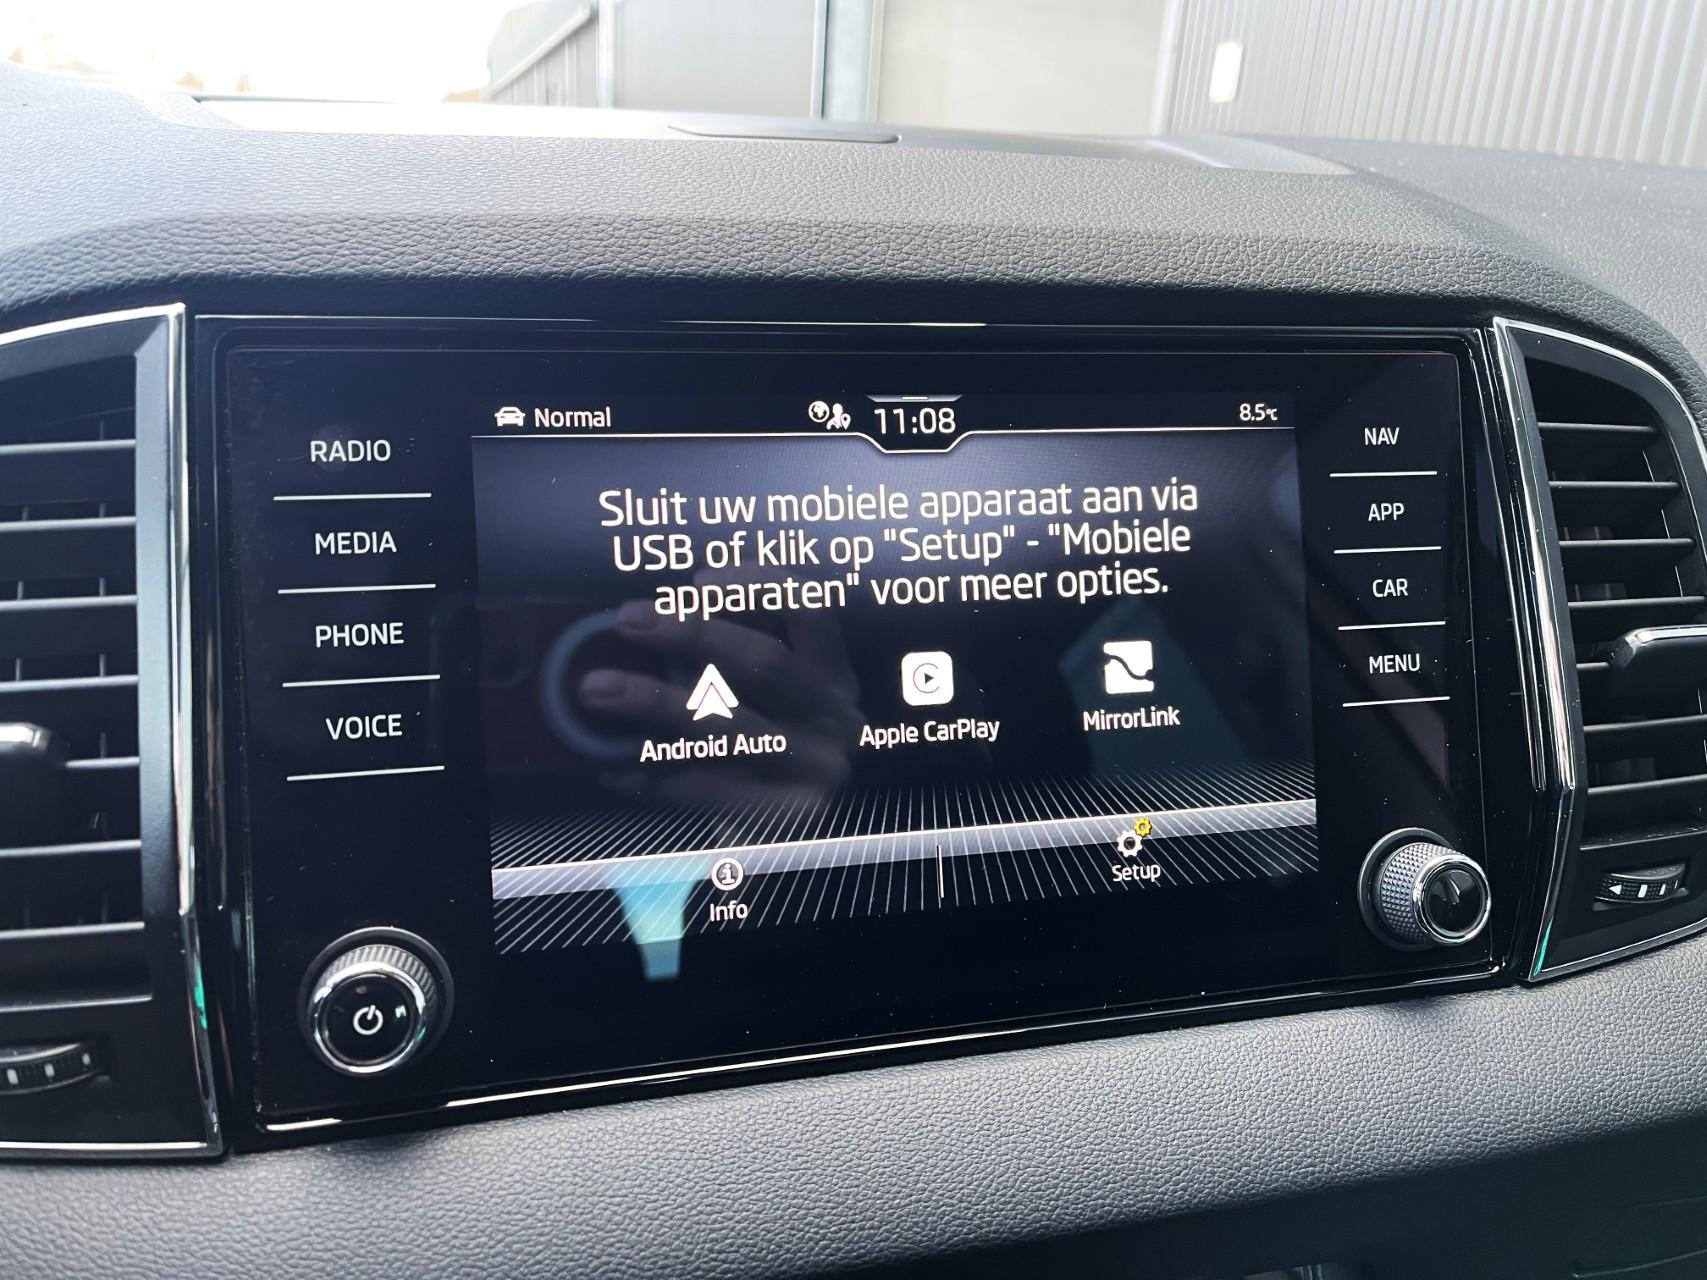 Normal 11:08 8.5°C
RADIO
MEDIA
PHONE
VOICE
Sluit uw mobiele apparaat aan via
USB of klik op "Setup" - "Mobiele
apparaten" voor meer opties.
Android Auto
Apple CarPlay
MirrorLink
Info
Setup
NAV
APP
CAR
MENU